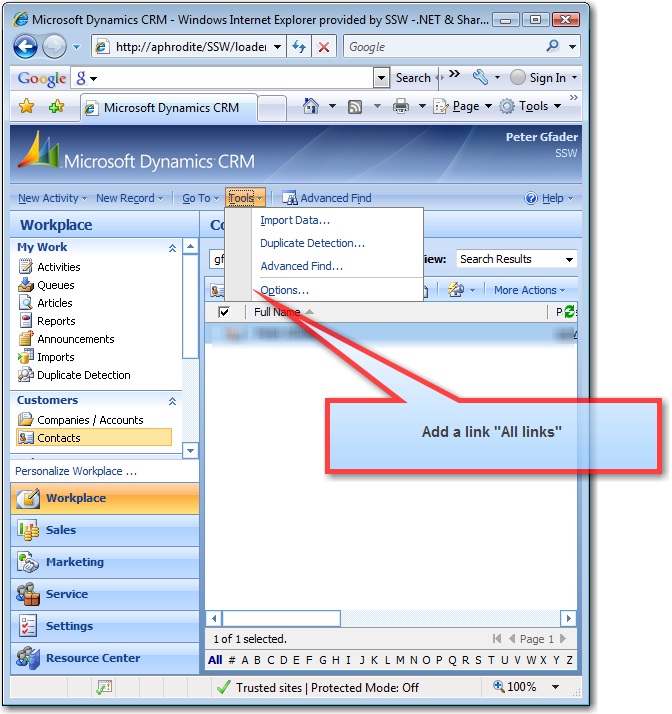 Microsoft Dynamics CRM - Windows Internet Explorer provided by SSW -.NET & Shar...
http://aphrodite/SSW/loader
Google
Google
Search
Sign In
Microsoft Dynamics CRM
Page
Tools
Peter Gfader
SSW
Microsoft Dynamics CRM
New Activity
New Record
Go To
Tools
Advanced Find
Help
Workplace
Co
Import Data...
Duplicate Detection...
Advanced Find...
Options...
gf
iew:
Search Results
More Actions
Full Name
P
My Work
Activities
Queues
Articles
Reports
Announcements
Imports
Duplicate Detection
Customers
Companies / Accounts
Contacts
Add a link "All links"
Personalize Workplace ...
Workplace
Sales
Marketing
Service
Settings
Resource Center
1 of 1 selected.
Page 1
All # A B C D E F G H I J K L M N O P Q R S T U V W X Y Z
Trusted sites | Protected Mode: Off
100%